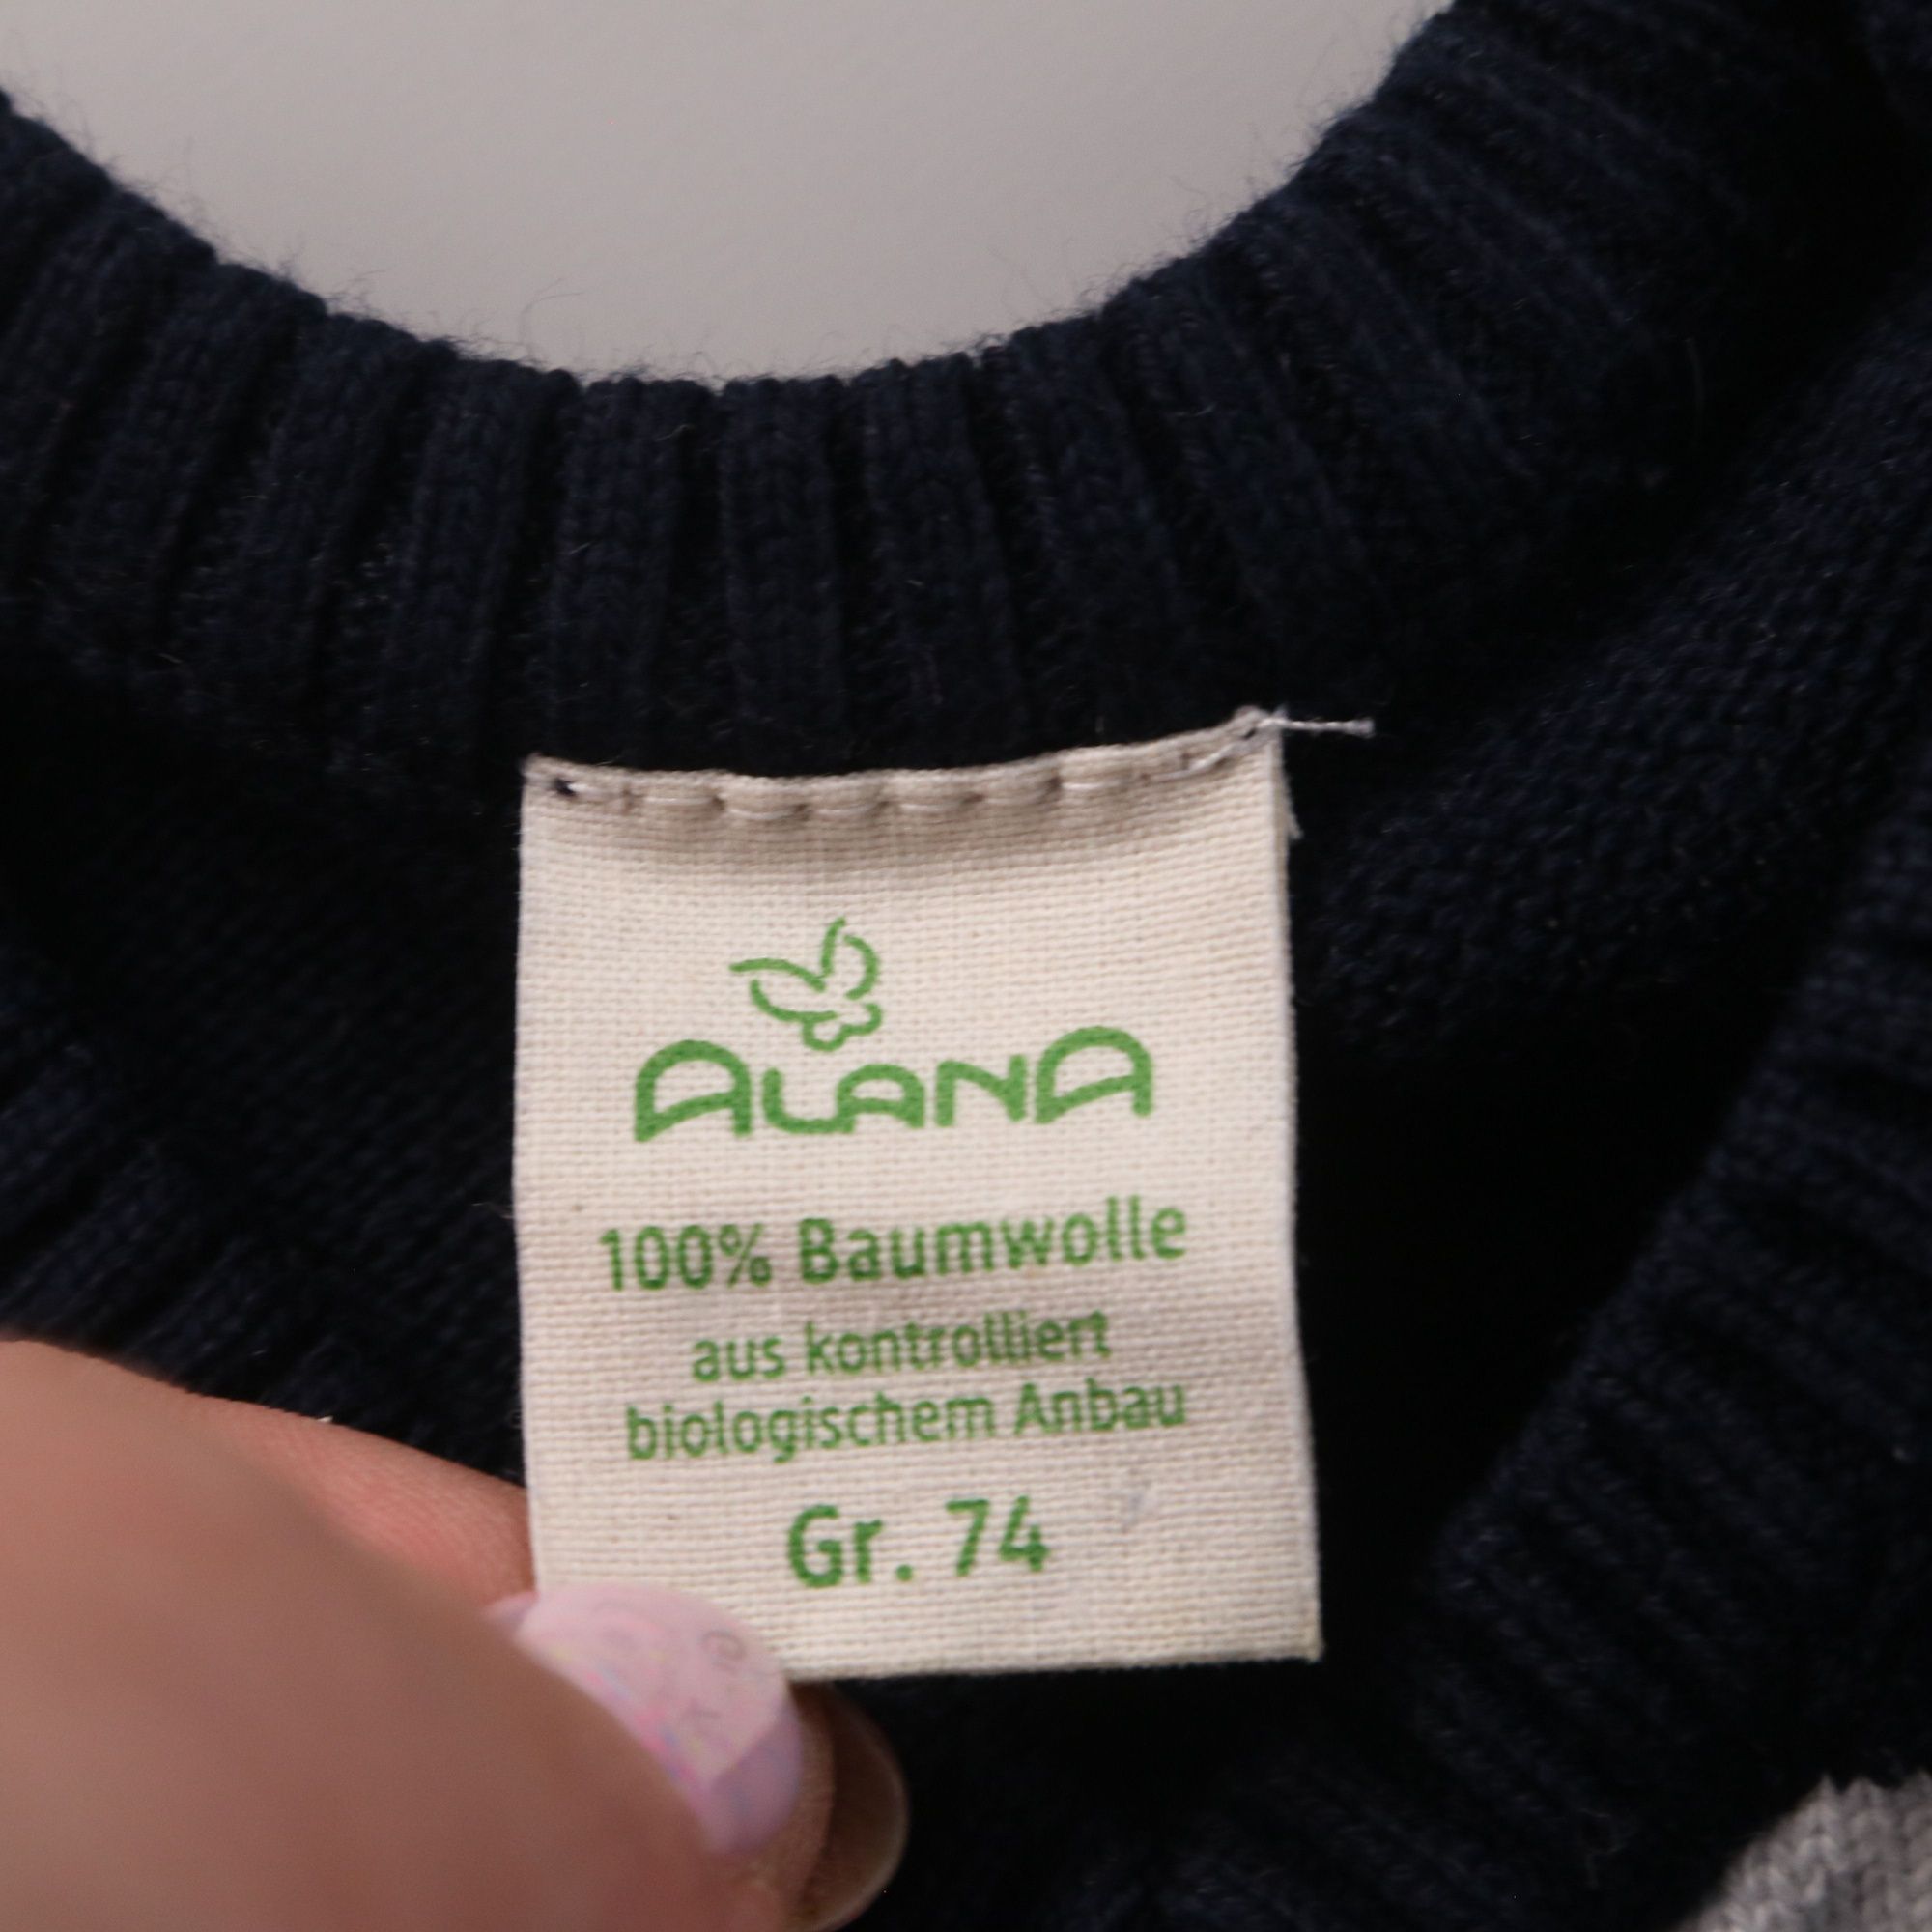 ALANA
100% Baumwolle
aus kontrolliert
biologischem Anbau
Gr. 74